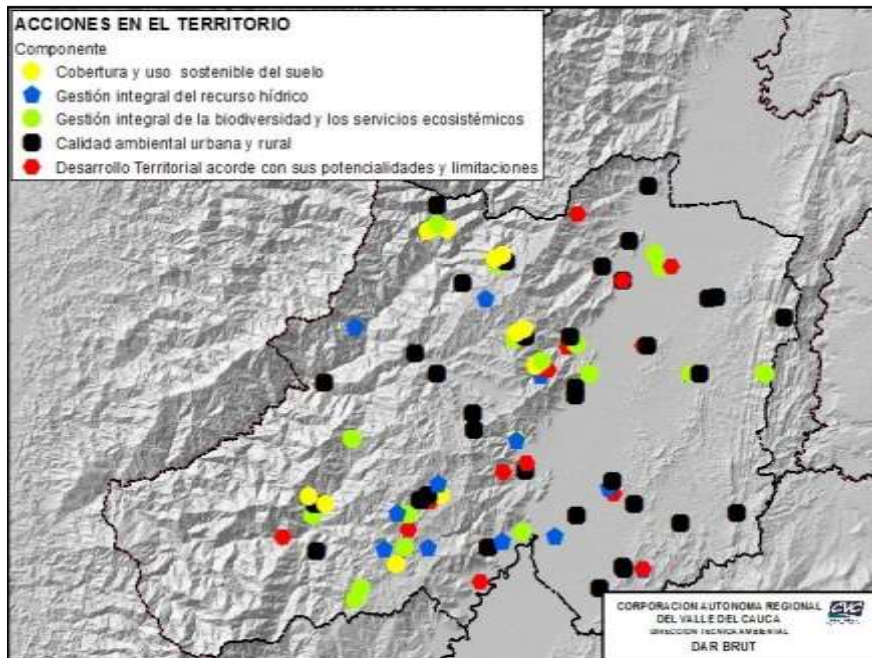 ACCIONES EN EL TERRITORIO
Componente
Cobertura y uso sostenible del suelo
Gestión integral del recurso hídrico
Gestión integral de la biodiversidad y los servicios ecosistémicos
Calidad ambiental urbana y rural
Desarrollo Territorial acorde con sus potencialidades y limitaciones
CORPORACION AUTONOMA REGIONAL
DEL VALLE DEL CAUCA
DIRECCION TECNICA AMBIENTAL
DAR BRUT
CVC